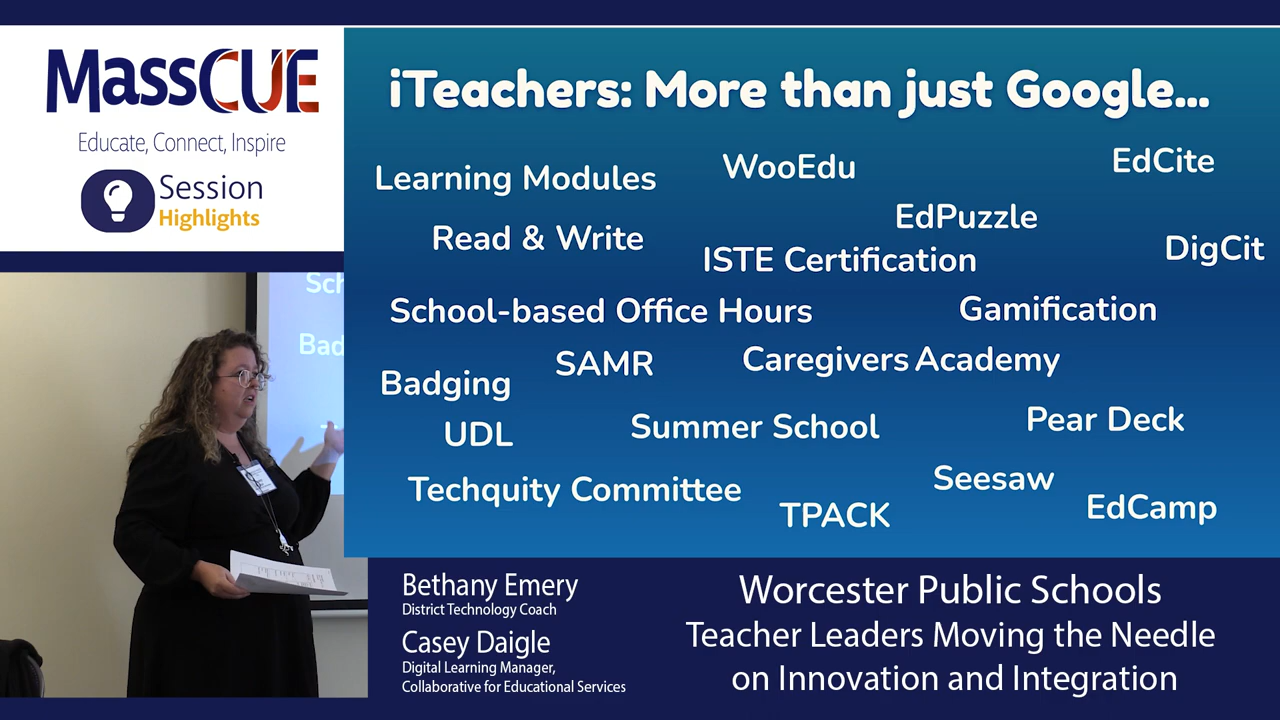 MassCUE
Educate, Connect, Inspire
Session
Highlights
iTeachers: More than just Google...
Learning Modules
WooEdu
EdCite
Read & Write
EdPuzzle
ISTE Certification
DigCit
School-based Office Hours
Gamification
SAMR
Caregivers Academy
Badging
UDL
Summer School
Pear Deck
Techquity Committee
Seesaw
TPACK
EdCamp
Sch
Bad
Bethany Emery
District Technology Coach
Casey Daigle
Digital Learning Manager,
Collaborative for Educational Services
Worcester Public Schools
Teacher Leaders Moving the Needle
on Innovation and Integration